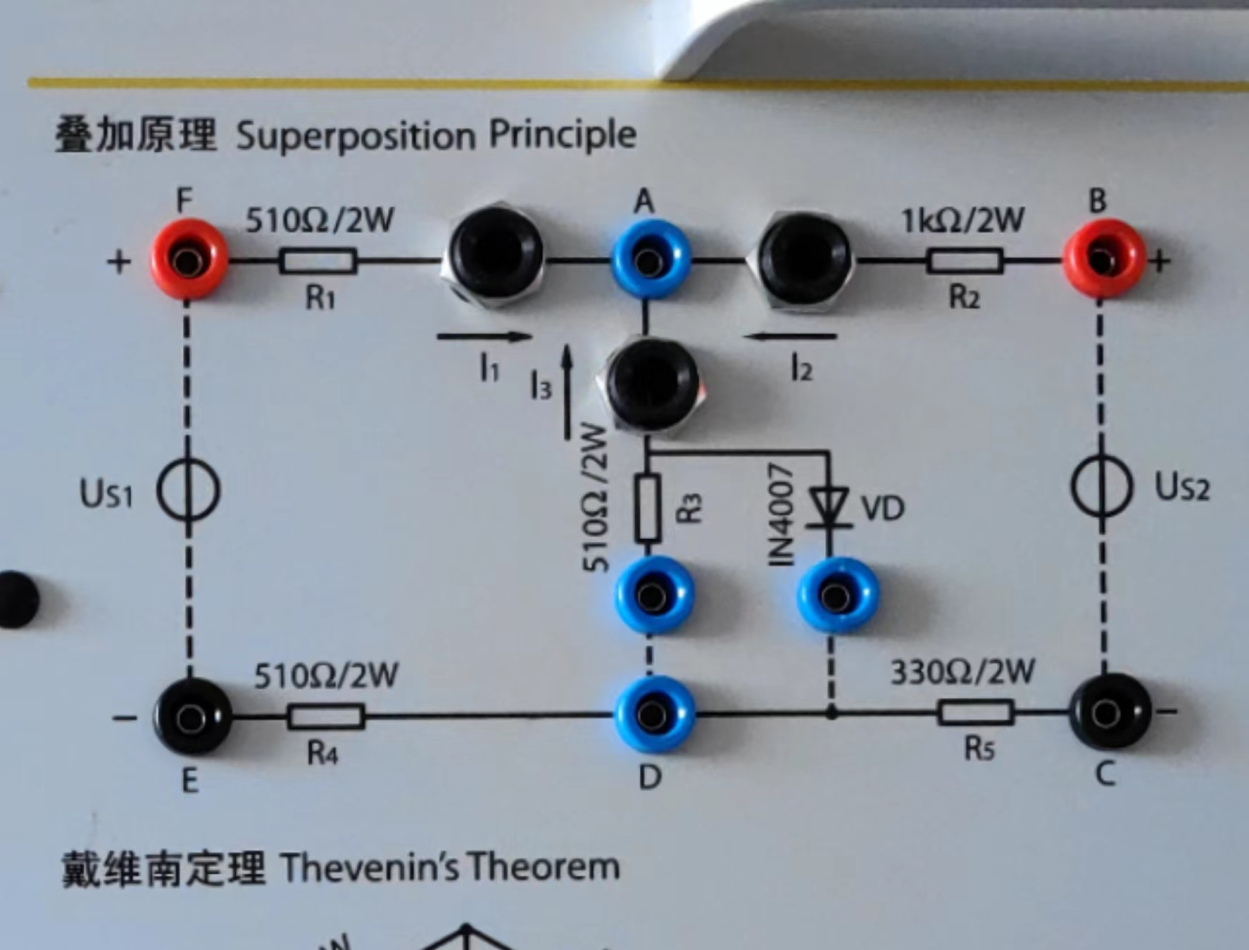 叠加原理 Superposition Principle
F
A
B
510Ω/2W
1kΩ/2W
+
+
R1
R2
I1
I3
I2
510Ω/2W
R3
IN4007
VD
US1
US2
510Ω/2W
330Ω/2W
−
−
R4
R5
E
D
C
戴维南定理 Thevenin's Theorem
W